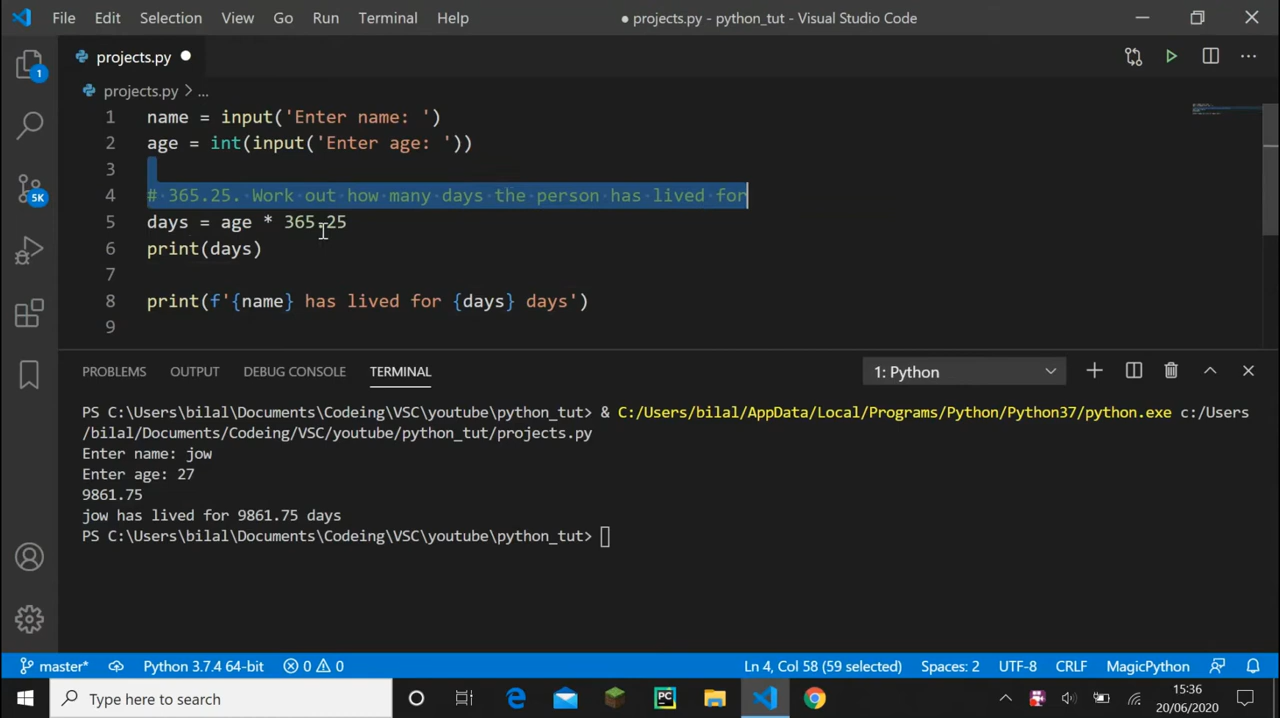 File Edit Selection View Go Run Terminal Help ● projects.py - python_tut - Visual Studio Code
projects.py ●
projects.py > ...
1 name = input('Enter name: ')
2 age = int(input('Enter age: '))
3
4 # 365.25. Work out how many days the person has lived for
5 days = age * 365.25
6 print(days)
7
8 print(f'{name} has lived for {days} days')
9
1
5K
PROBLEMS OUTPUT DEBUG CONSOLE TERMINAL 1: Python
PS C:\Users\bilal\Documents\Codeing\VSC\youtube\python_tut> & C:/Users/bilal/AppData/Local/Programs/Python/Python37/python.exe c:/Users
/bilal/Documents/Codeing/VSC/youtube/python_tut/projects.py
Enter name: jow
Enter age: 27
9861.75
jow has lived for 9861.75 days
PS C:\Users\bilal\Documents\Codeing\VSC\youtube\python_tut>
master* Python 3.7.4 64-bit 0 0 Ln 4, Col 58 (59 selected) Spaces: 2 UTF-8 CRLF MagicPython
Type here to search PC 15:36
20/06/2020